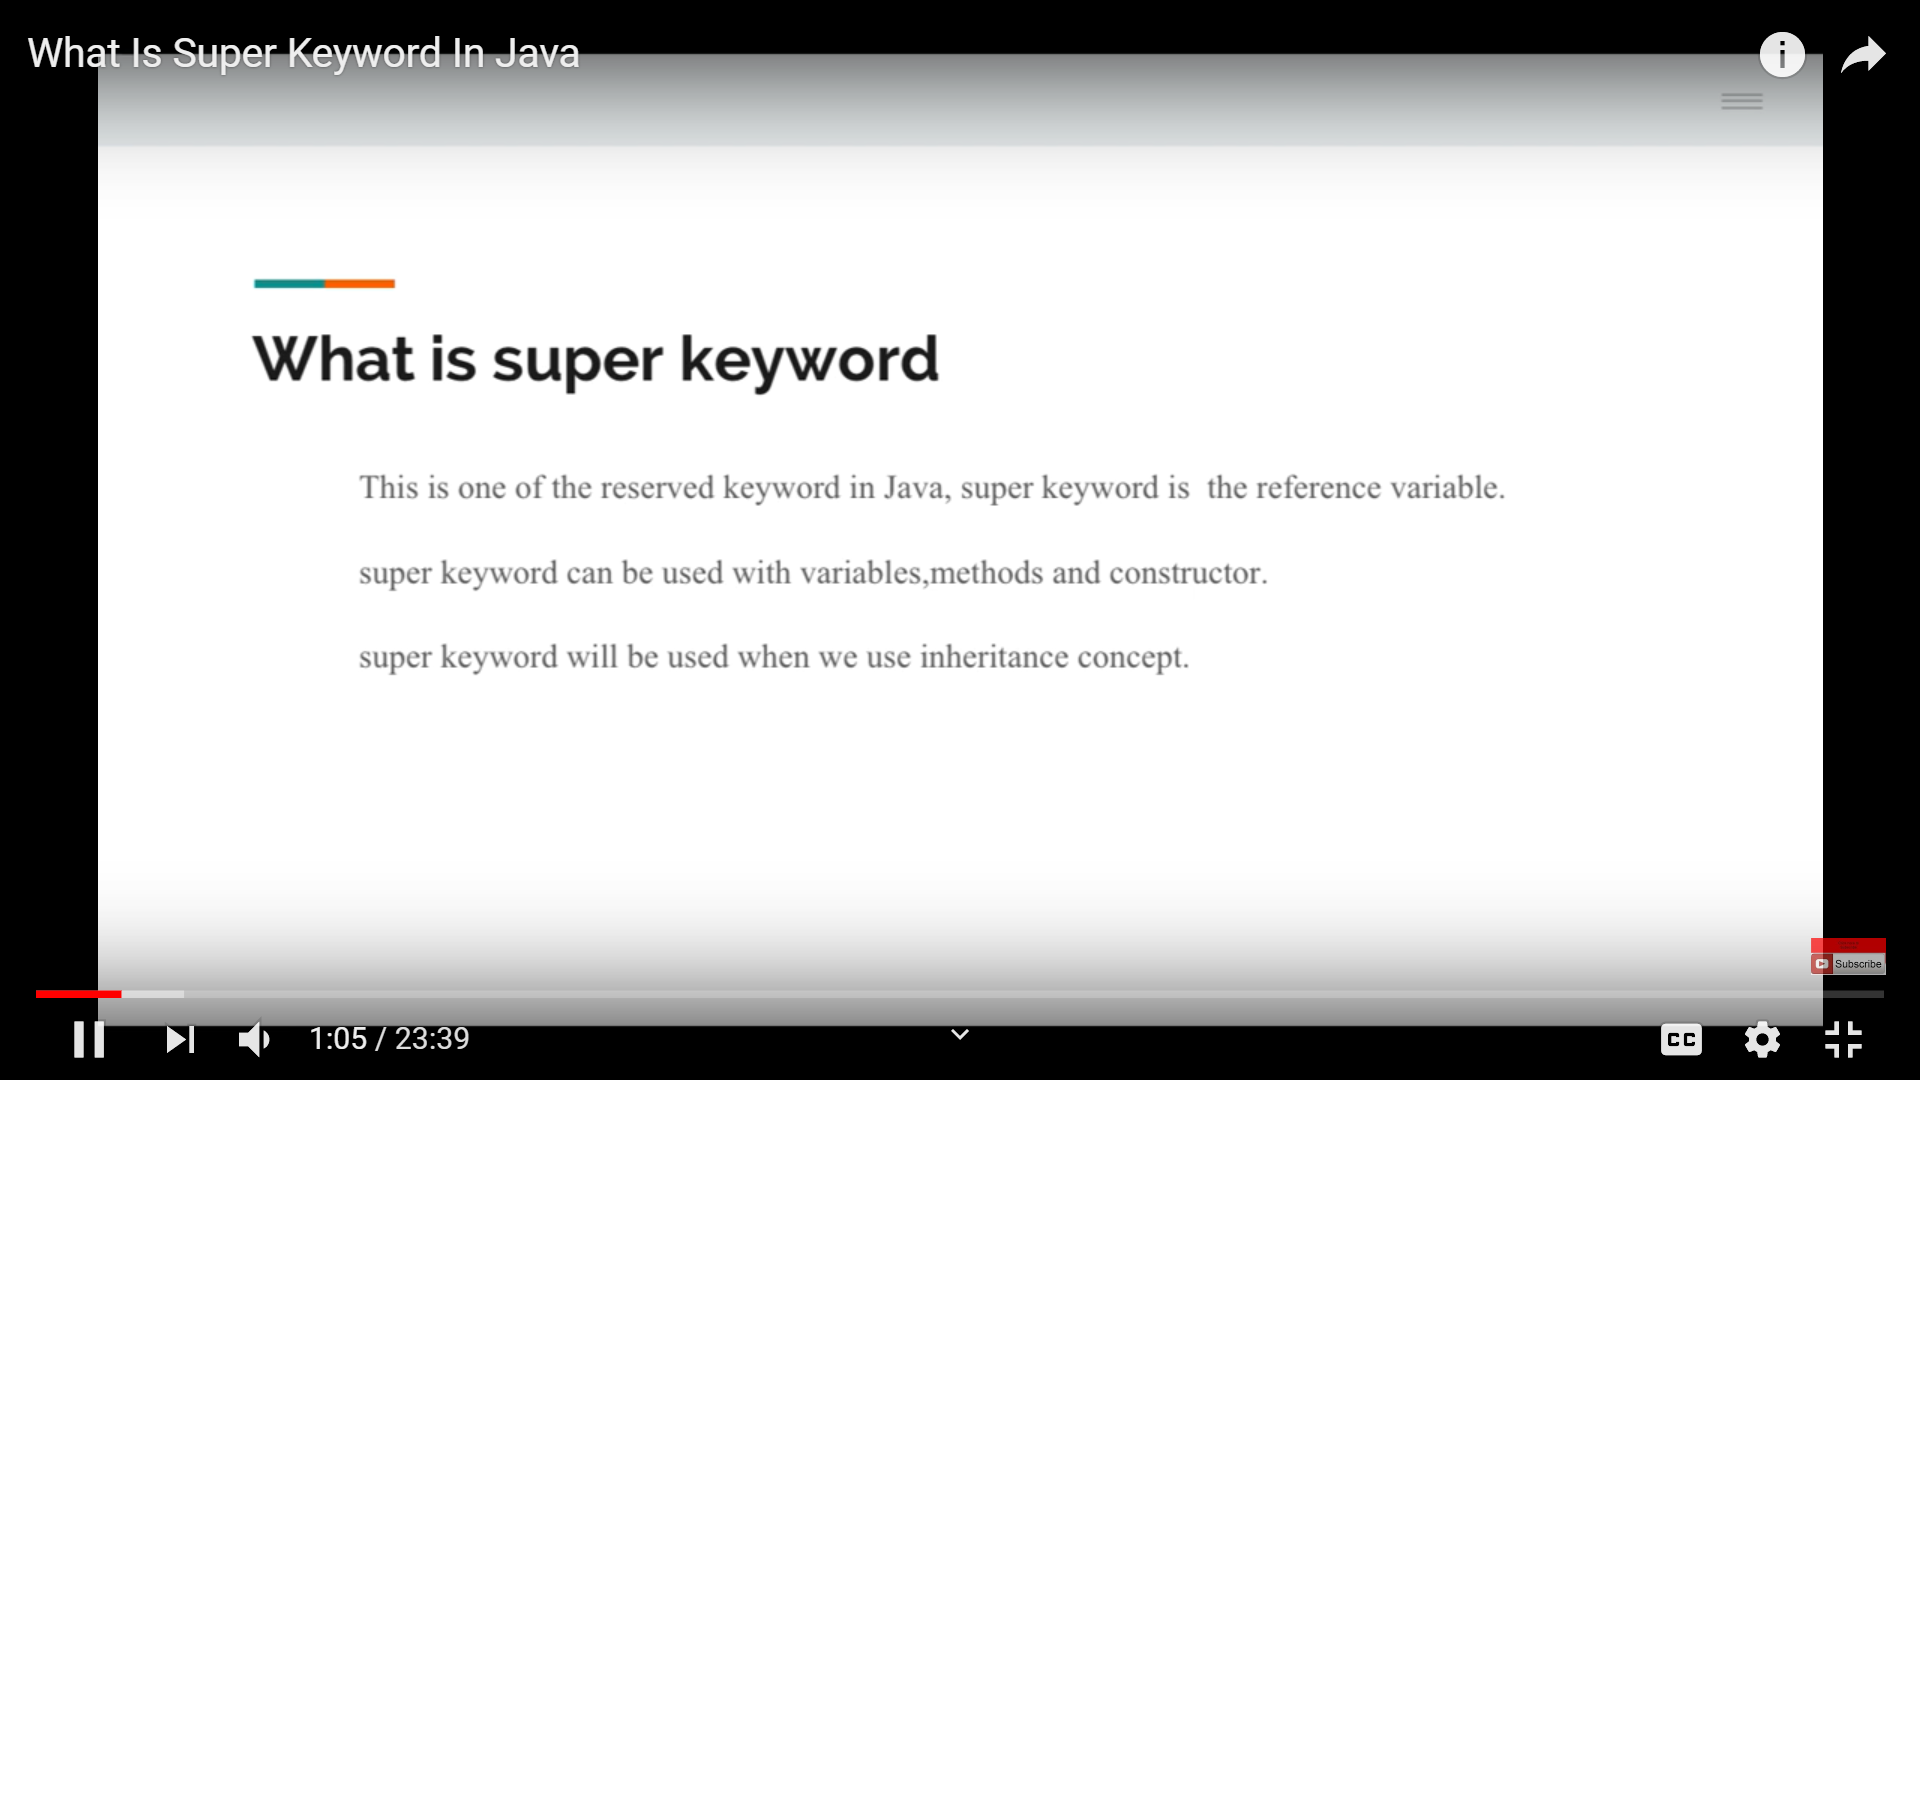 What Is Super Keyword In Java
What is super keyword
This is one of the reserved keyword in Java, super keyword is  the reference variable.
super keyword can be used with variables,methods and constructor.
super keyword will be used when we use inheritance concept.
Subscribe
1:05 / 23:39
CC